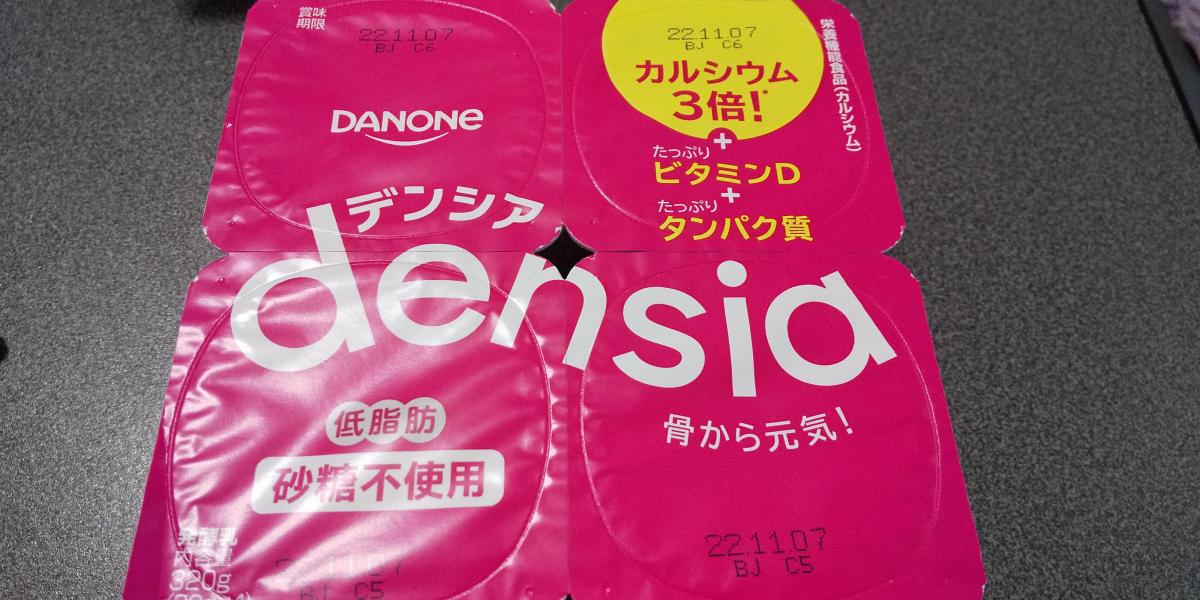 賞味
期限
22.11.07
BJ C6
DANONE
22.11.07
BJ C6
カルシウム
3倍!*
+
たっぷり
ビタミンD
+
たっぷり
タンパク質
栄養機能食品(カルシウム)
デンシア
densia
低脂肪
砂糖不使用
骨から元気!
発酵乳
内容量
320g
BJ C5
22.11.07
BJ C5